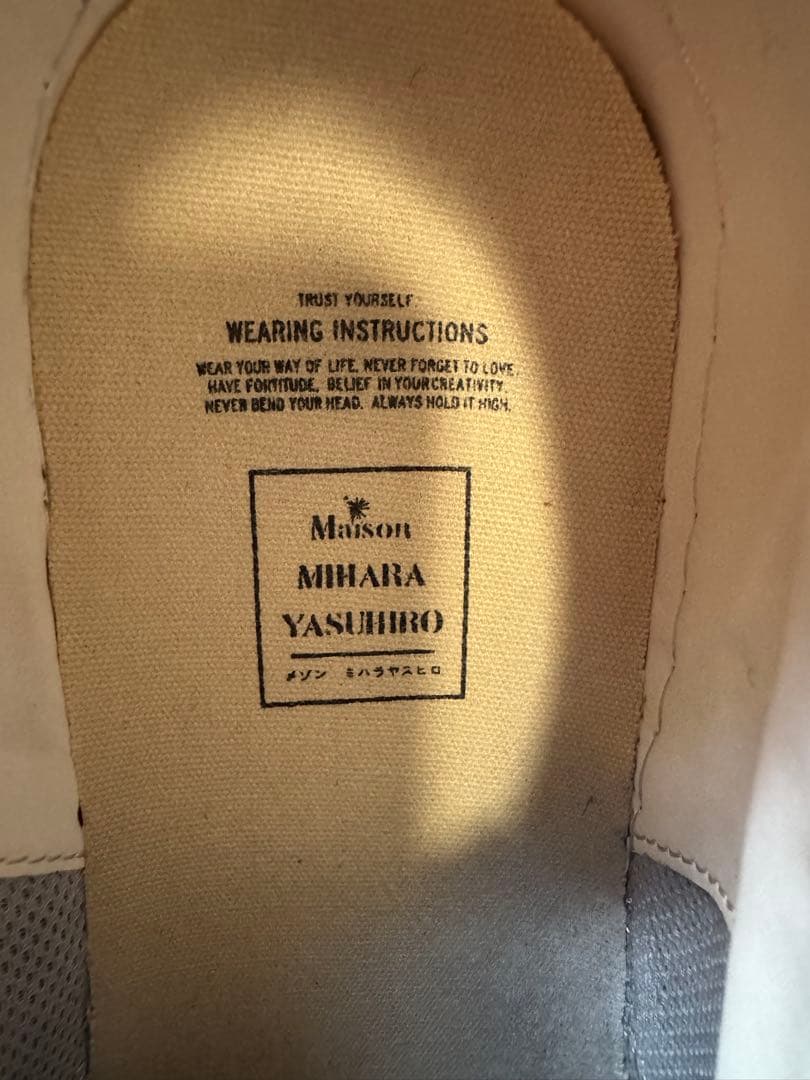 TRUST YOURSELF.
WEARING INSTRUCTIONS
WEAR YOUR WAY OF LIFE. NEVER FORGET TO LOVE.
HAVE FORTITUDE. BELIEF IN YOUR CREATIVITY.
NEVER BEND YOUR HEAD. ALWAYS HOLD IT HIGH.
Maison
MIHARA
YASUHIRO
メゾン ミハラヤスヒロ